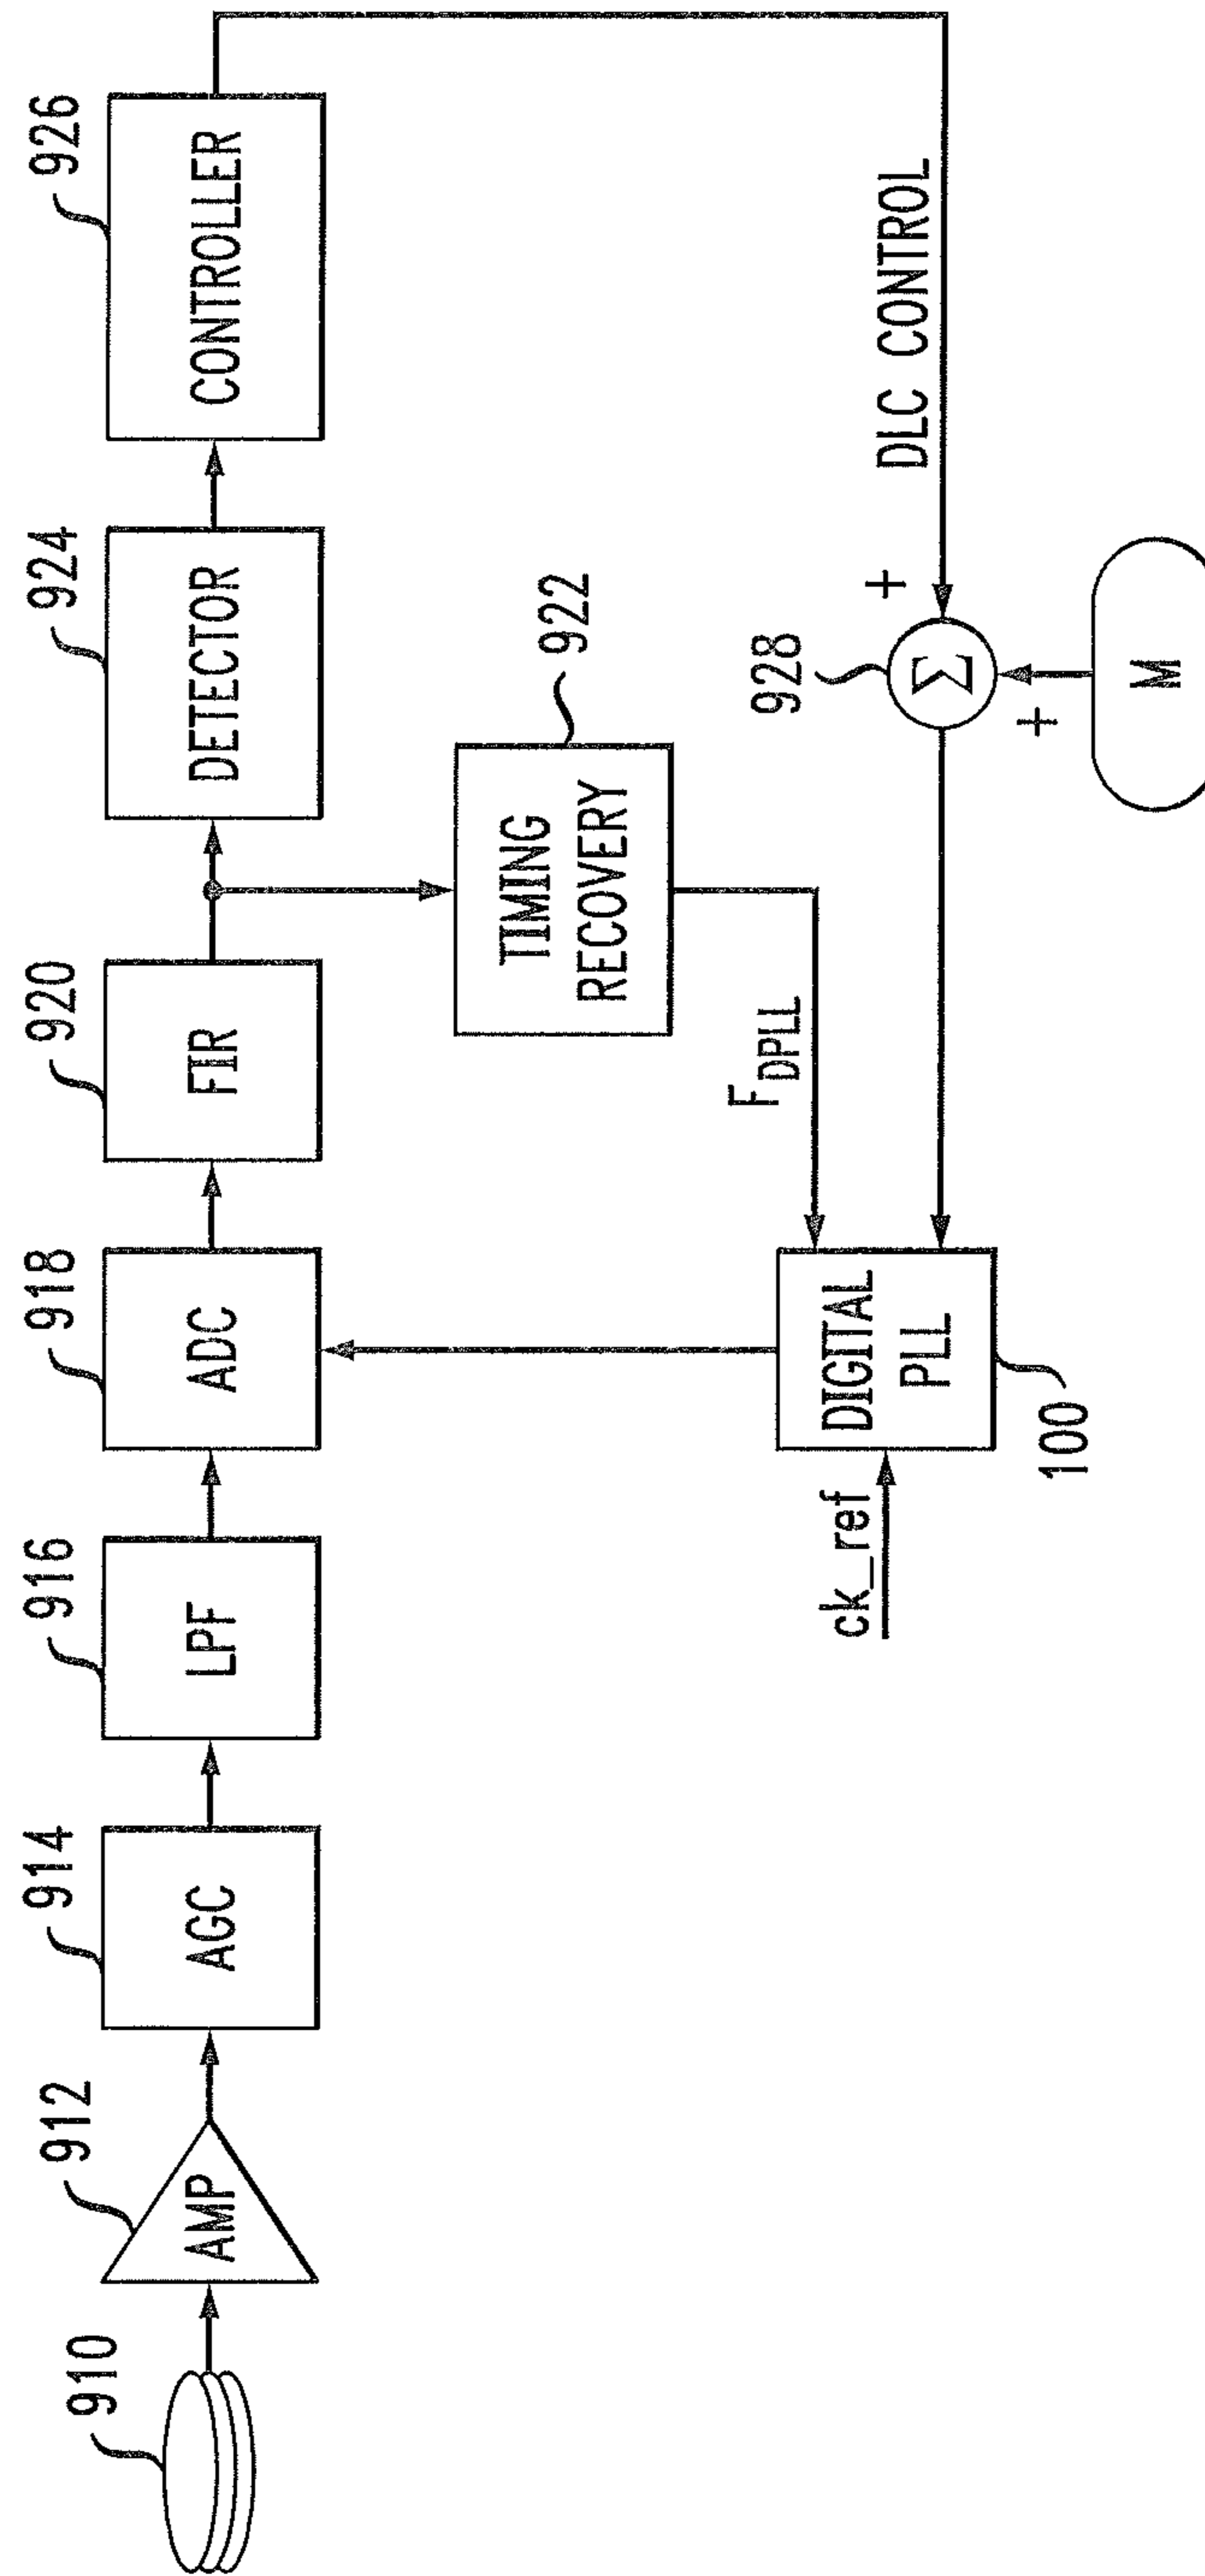 910
912
AMP
914
AGC
916
LPF
918
ADC
920
FIR
924
DETECTOR
926
CONTROLLER
922
TIMING
RECOVERY
F DPLL
ck_ref
DIGITAL
PLL
100
928
Σ
+
+
DLC CONTROL
M